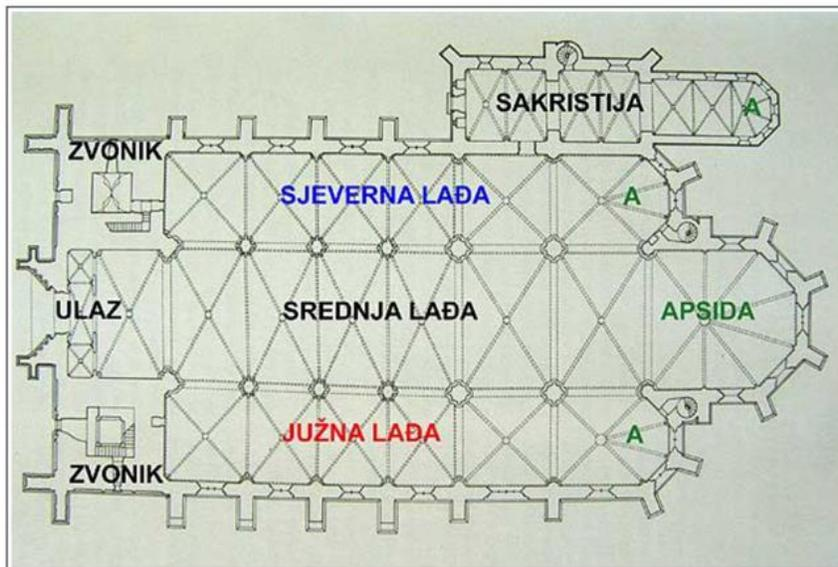 SAKRISTIJA
A
ZVONIK
SJEVERNA LAĐA
A
ULAZ
SREDNJA LAĐA
APSIDA
JUŽNA LAĐA
A
ZVONIK